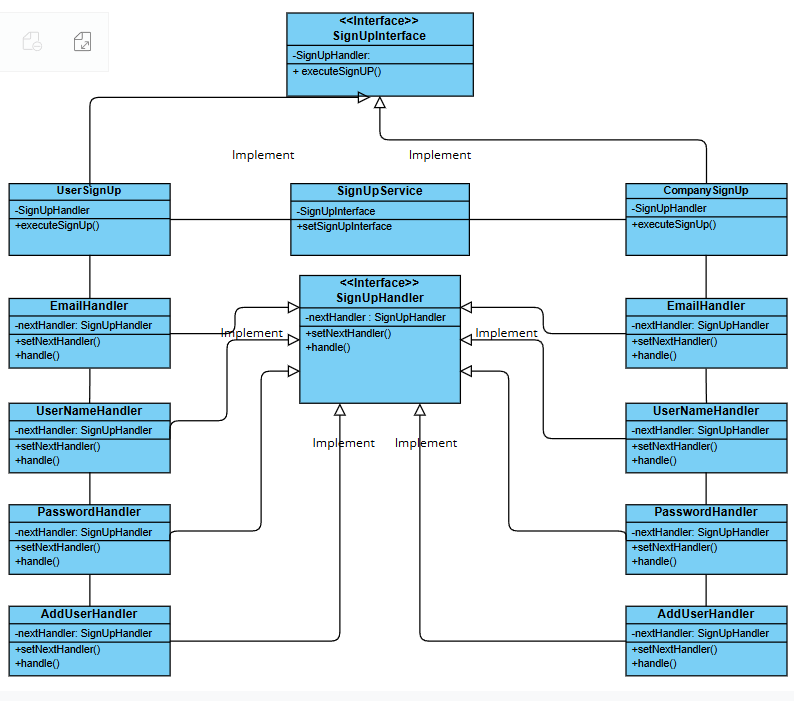 <<Interface>>
SignUpInterface
-SignUpHandler:
+ executeSignUP()
Implement
Implement
UserSignUp
-SignUpHandler
+executeSignUp()
SignUpService
-SignUpInterface
+setSignUpInterface
CompanySignUp
-SignUpHandler
+executeSignUp()
<<Interface>>
SignUpHandler
-nextHandler : SignUpHandler
+setNextHandler()
+handle()
EmailHandler
-nextHandler: SignUpHandler
+setNextHandler()
+handle()
Implement
Implement
EmailHandler
-nextHandler: SignUpHandler
+setNextHandler()
+handle()
UserNameHandler
-nextHandler: SignUpHandler
+setNextHandler()
+handle()
Implement
Implement
UserNameHandler
-nextHandler: SignUpHandler
+setNextHandler()
+handle()
PasswordHandler
-nextHandler: SignUpHandler
+setNextHandler()
+handle()
PasswordHandler
-nextHandler: SignUpHandler
+setNextHandler()
+handle()
AddUserHandler
-nextHandler: SignUpHandler
+setNextHandler()
+handle()
AddUserHandler
-nextHandler: SignUpHandler
+setNextHandler()
+handle()